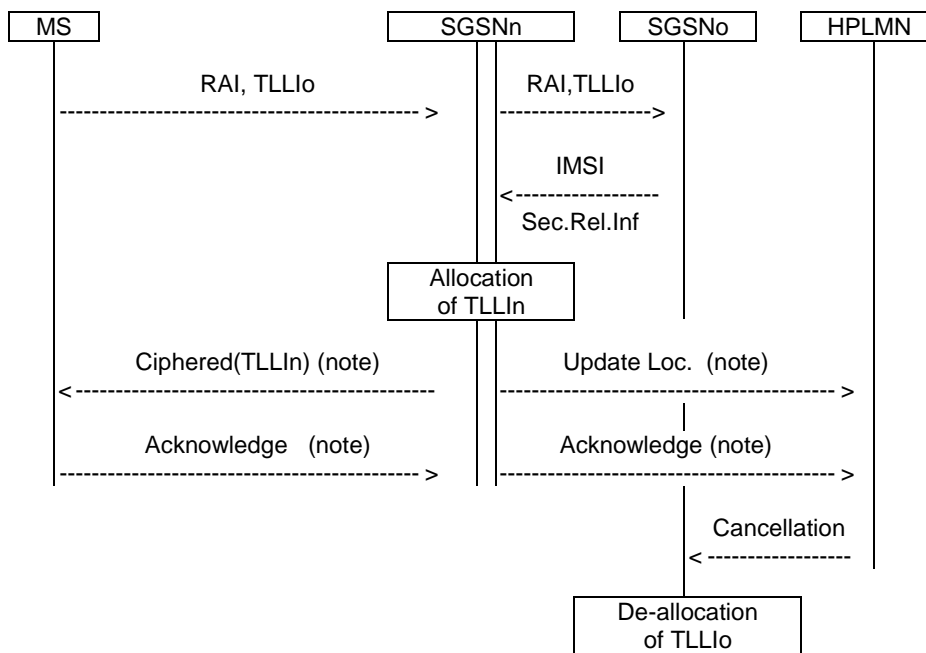 MS SGSNn SGSNo HPLMN
RAI, TLLIo RAI,TLLIo
IMSI
Sec.Rel.Inf
Allocation
of TLLIn
Ciphered(TLLIn) (note) Update Loc. (note)
Acknowledge (note) Acknowledge (note)
Cancellation
De-allocation
of TLLIo